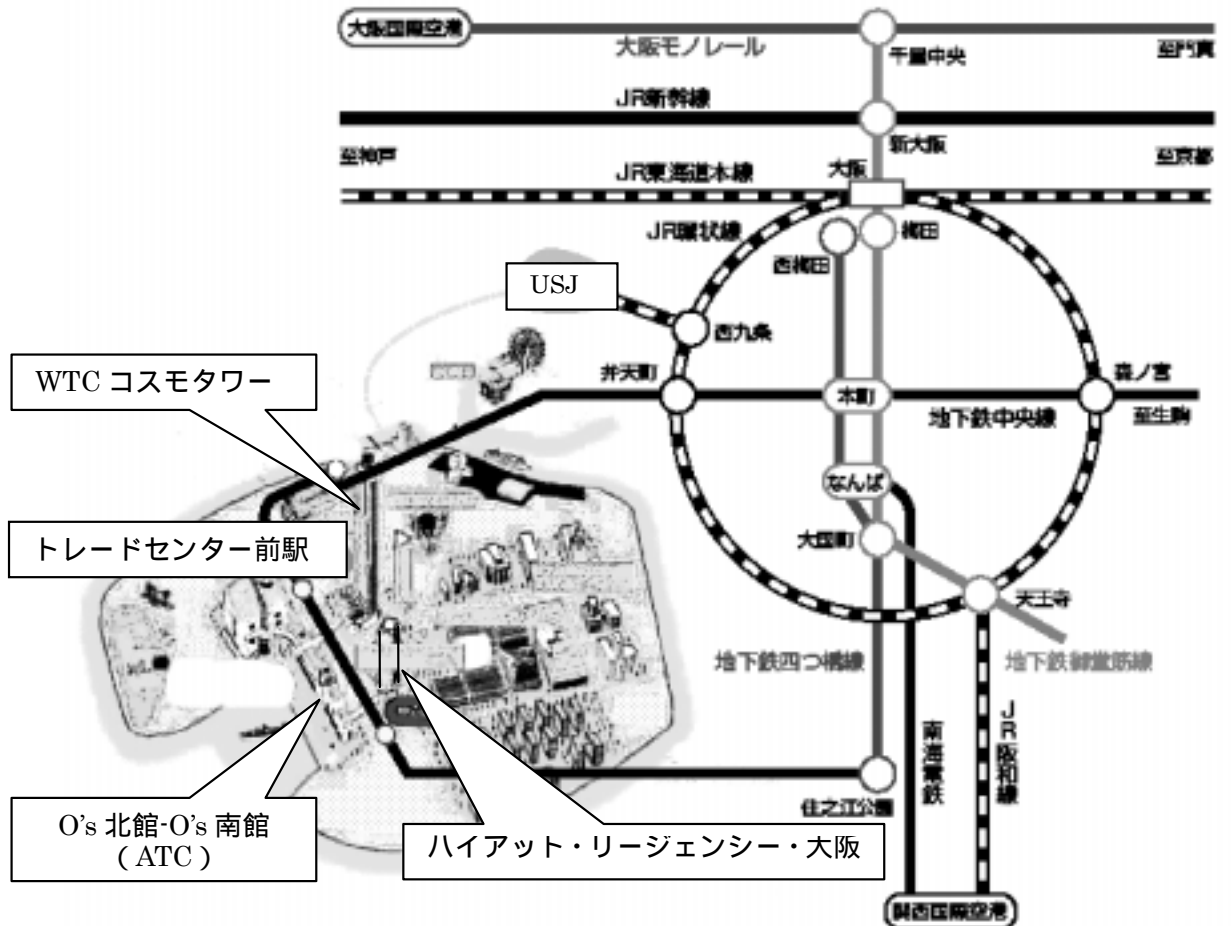 大阪国際空港
大阪モノレール
千里中央
至門真
JR新幹線
新大阪
至神戸
至京都
JR東海道本線
大阪
JR環状線
梅田
西梅田
USJ
西九条
WTC コスモタワー
井天町
本町
森ノ宮
地下鉄中央線
至生駒
なんば
トレードセンター前駅
大国町
天王寺
地下鉄四つ橋線
地下鉄御堂筋線
南海電鉄
JR阪和線
住之江公園
O's 北館-O's 南館
( ATC )
ハイアット・リージェンシー・大阪
関西国際空港